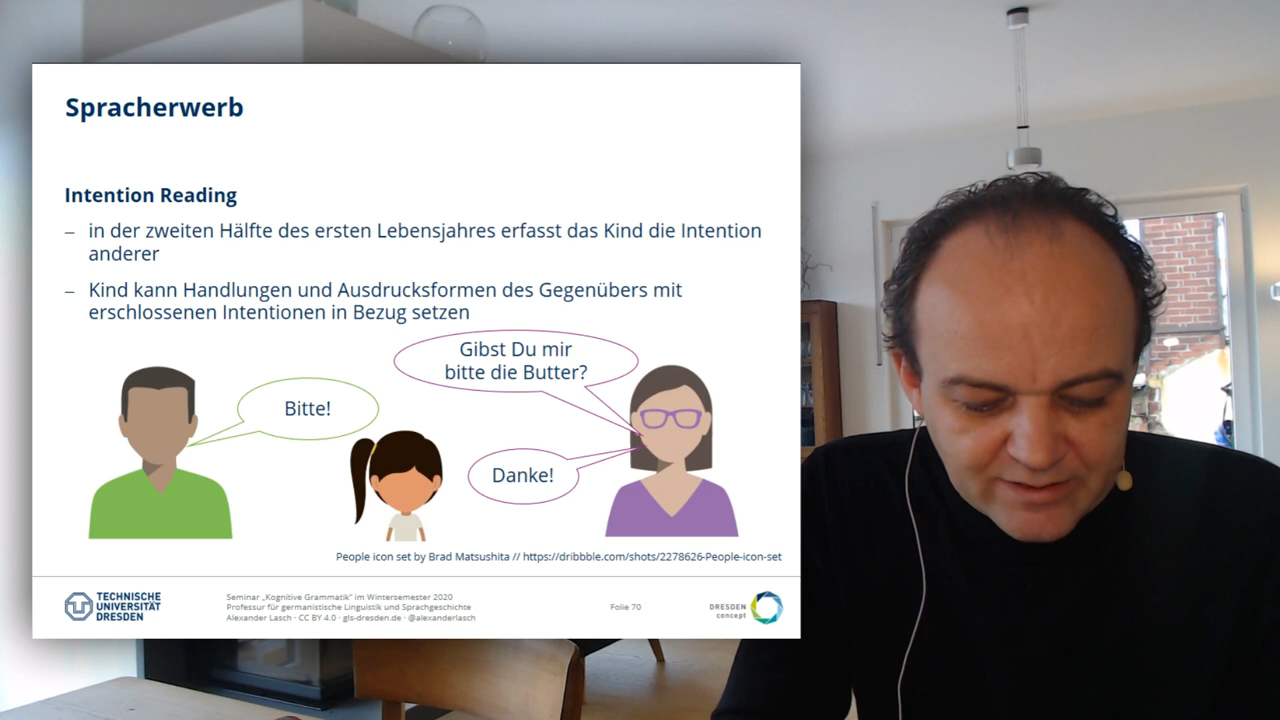 Spracherwerb
Intention Reading
– in der zweiten Hälfte des ersten Lebensjahres erfasst das Kind die Intention
anderer
– Kind kann Handlungen und Ausdrucksformen des Gegenübers mit
erschlossenen Intentionen in Bezug setzen
Gibst Du mir
bitte die Butter?
Bitte!
Danke!
People icon set by Brad Matsushita // https://dribbble.com/shots/2278626-People-icon-set
TECHNISCHE
UNIVERSITÄT
DRESDEN
Seminar „Kognitive Grammatik“ im Wintersemester 2020
Professur für germanistische Linguistik und Sprachgeschichte
Alexander Lasch · CC BY 4.0 · gls-dresden.de · @alexanderlasch
Folie 70
DRESDEN
concept